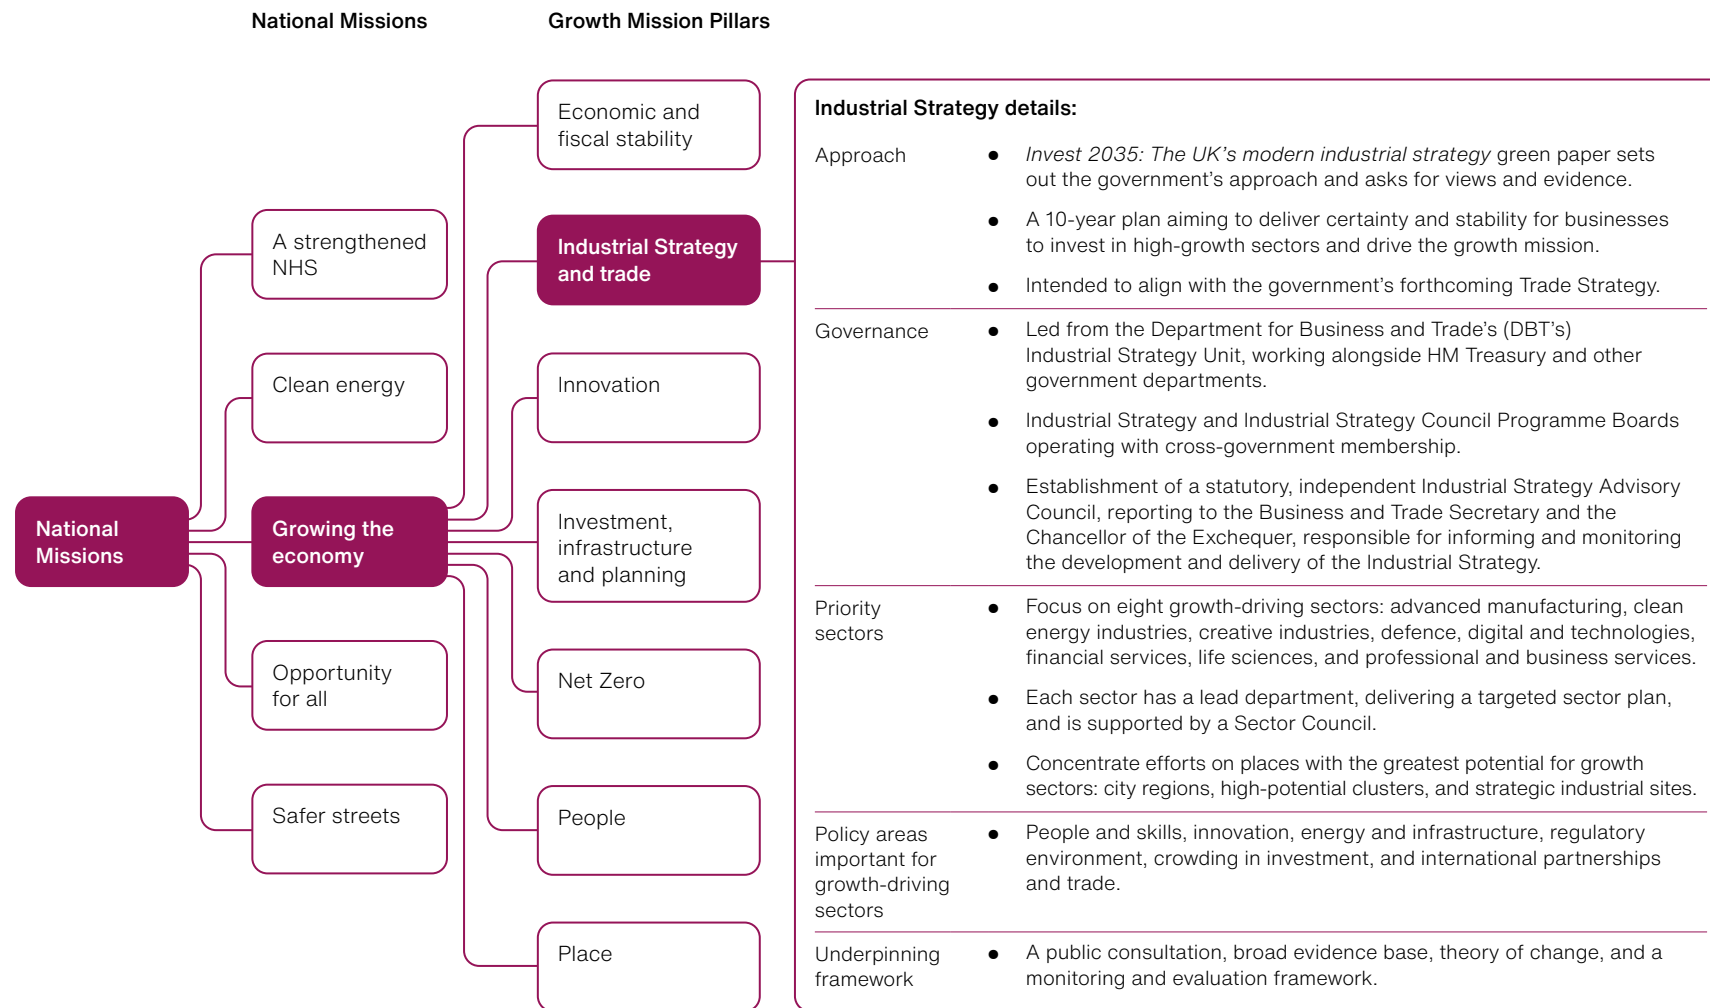 National Missions
Growth Mission Pillars
National
Missions
A strengthened
NHS
Clean energy
Growing the
economy
Opportunity
for all
Safer streets
Economic and
fiscal stability
Industrial Strategy
and trade
Innovation
Investment,
infrastructure
and planning
Net Zero
People
Place
Industrial Strategy details:
Approach
● Invest 2035: The UK’s modern industrial strategy green paper sets
out the government’s approach and asks for views and evidence.
● A 10-year plan aiming to deliver certainty and stability for businesses
to invest in high-growth sectors and drive the growth mission.
● Intended to align with the government’s forthcoming Trade Strategy.
Governance
● Led from the Department for Business and Trade’s (DBT’s)
Industrial Strategy Unit, working alongside HM Treasury and other
government departments.
● Industrial Strategy and Industrial Strategy Council Programme Boards
operating with cross-government membership.
● Establishment of a statutory, independent Industrial Strategy Advisory
Council, reporting to the Business and Trade Secretary and the
Chancellor of the Exchequer, responsible for informing and monitoring
the development and delivery of the Industrial Strategy.
Priority
sectors
● Focus on eight growth-driving sectors: advanced manufacturing, clean
energy industries, creative industries, defence, digital and technologies,
financial services, life sciences, and professional and business services.
● Each sector has a lead department, delivering a targeted sector plan,
and is supported by a Sector Council.
● Concentrate efforts on places with the greatest potential for growth
sectors: city regions, high-potential clusters, and strategic industrial sites.
Policy areas
important for
growth-driving
sectors
● People and skills, innovation, energy and infrastructure, regulatory
environment, crowding in investment, and international partnerships
and trade.
Underpinning
framework
● A public consultation, broad evidence base, theory of change, and a
monitoring and evaluation framework.